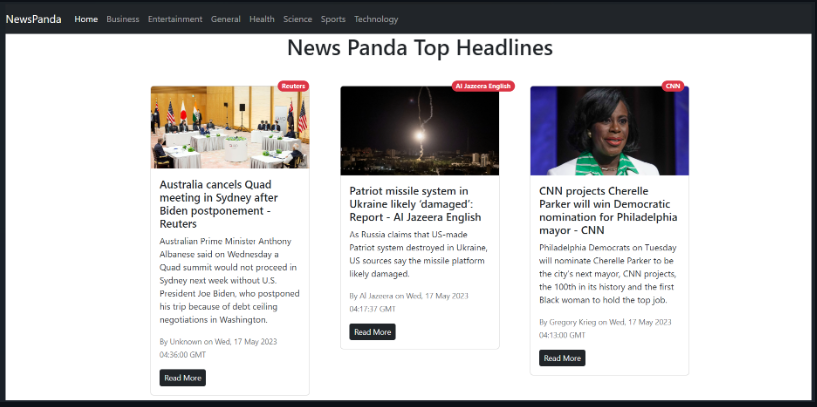 NewsPanda Home Business Entertainment General Health Science Sports Technology
News Panda Top Headlines
Reuters
Australia cancels Quad
meeting in Sydney after
Biden postponement -
Reuters
Australian Prime Minister Anthony
Albanese said on Wednesday a
Quad summit would not proceed in
Sydney next week without U.S.
President Joe Biden, who postponed
his trip because of debt ceiling
negotiations in Washington.
By Unknown on Wed, 17 May 2023
04:36:00 GMT
Read More
Al Jazeera English
Patriot missile system in
Ukraine likely ‘damaged’:
Report - Al Jazeera English
As Russia claims that US-made
Patriot system destroyed in Ukraine,
US sources say the missile platform
likely damaged.
By Al Jazeera on Wed, 17 May 2023
04:17:37 GMT
Read More
CNN
CNN projects Cherelle
Parker will win Democratic
nomination for Philadelphia
mayor - CNN
Philadelphia Democrats on Tuesday
will nominate Cherelle Parker to be
the city’s next mayor, CNN projects,
the 100th in its history and the first
Black woman to hold the top job.
By Gregory Krieg on Wed, 17 May 2023
04:13:00 GMT
Read More